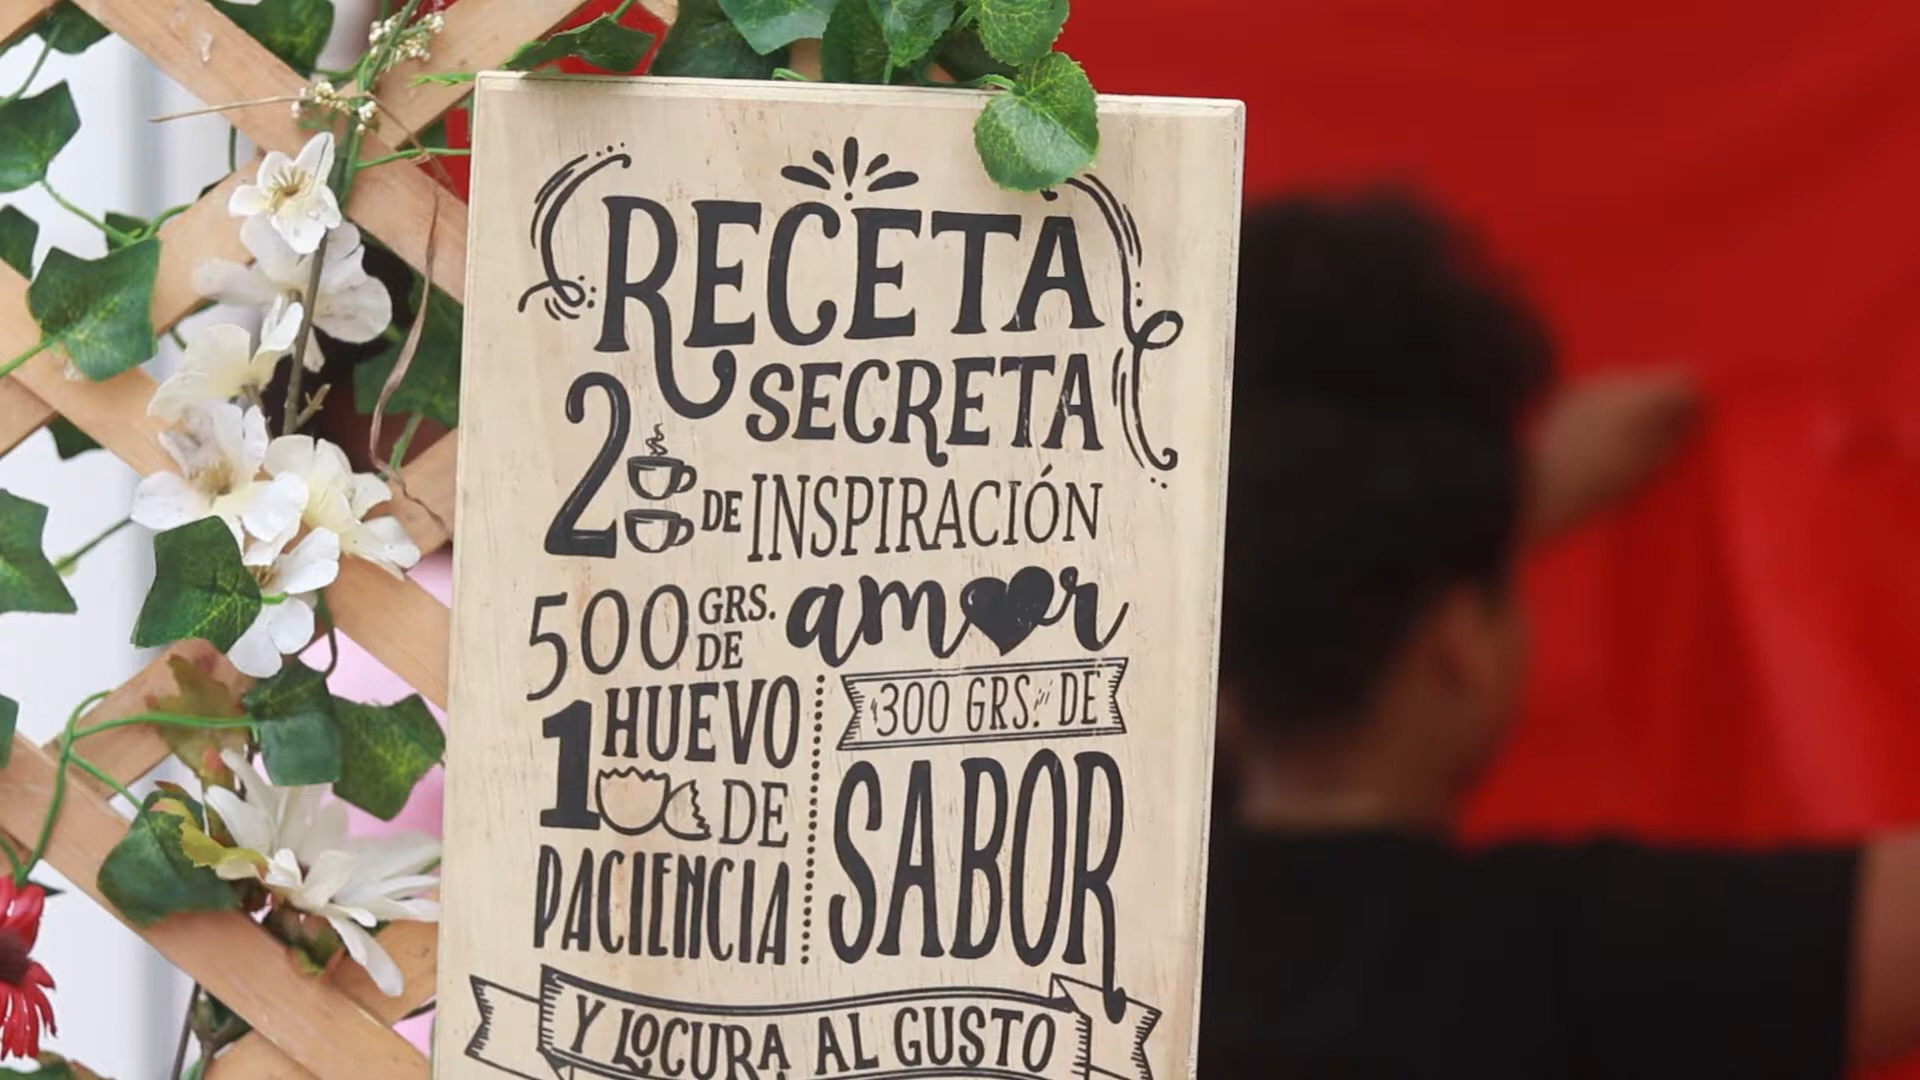 RECETA
SECRETA
2 DE INSPIRACIÓN
500 GRS. DE amor
1 HUEVO DE
PACIENCIA
300 GRS. DE
SABOR
Y LOCURA AL GUSTO